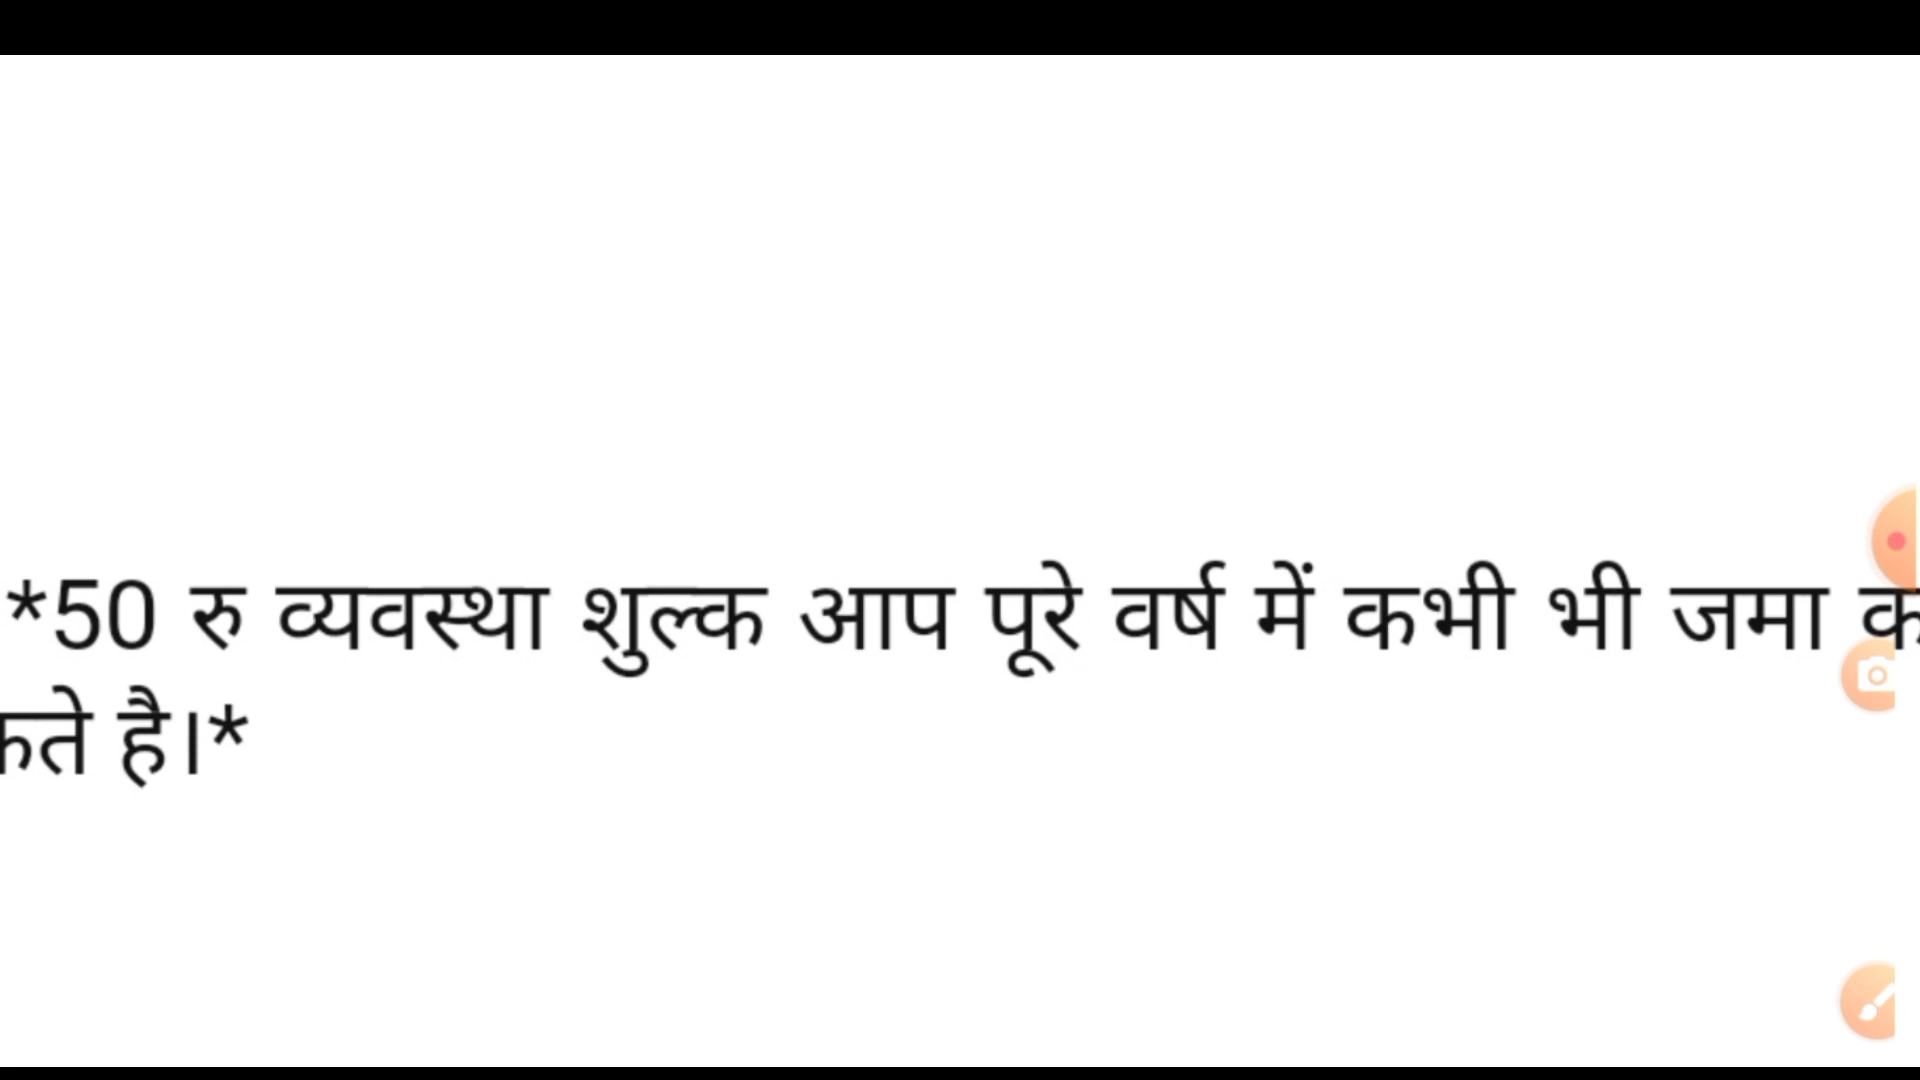 *50 रु व्यवस्था शुल्क आप पूरे वर्ष में कभी भी जमा
है।*